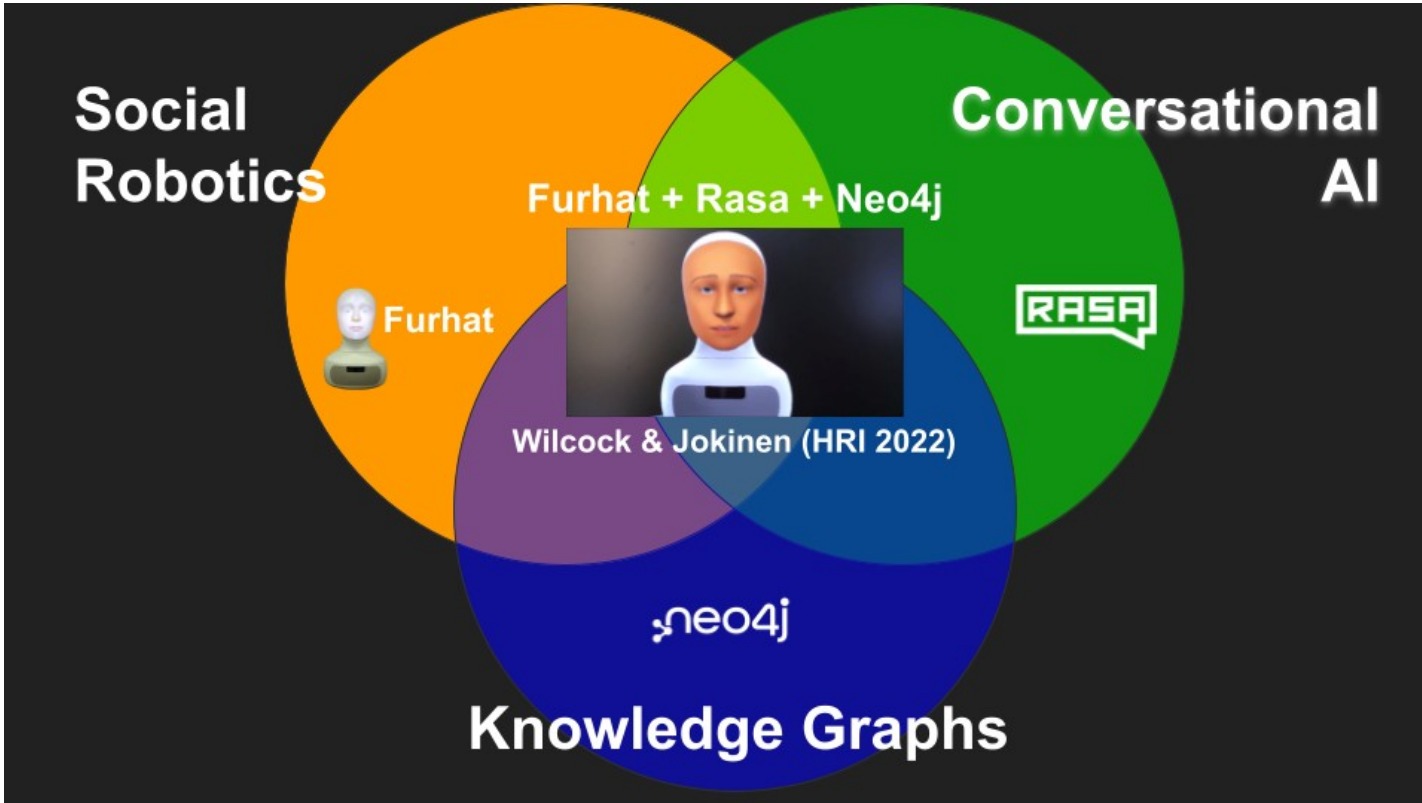 Social
Robotics
Conversational
AI
Furhat + Rasa + Neo4j
Furhat
RASA
Wilcock & Jokinen (HRI 2022)
neo4j
Knowledge Graphs